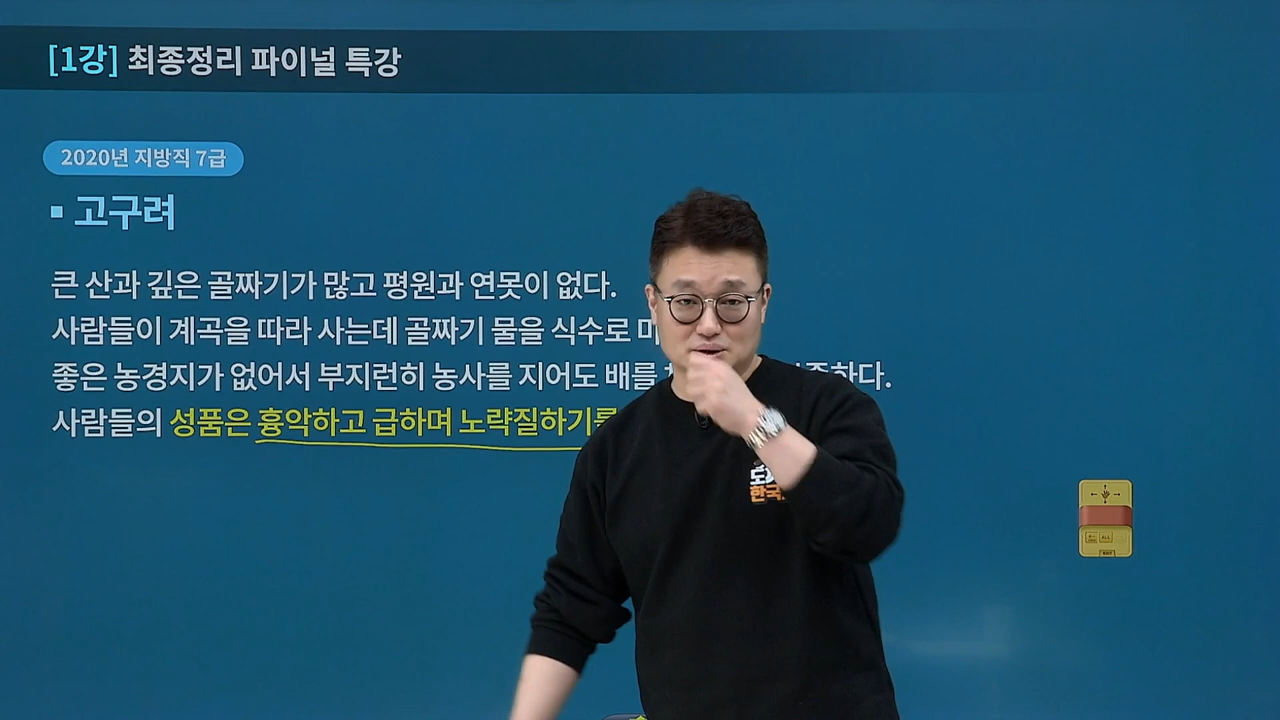 [1강] 최종정리 파이널 특강
2020년 지방직 7급
▪ 고구려
큰 산과 깊은 골짜기가 많고 평원과 연못이 없다.
사람들이 계곡을 따라 사는데 골짜기 물을 식수로
좋은 농경지가 없어서 부지런히 농사를 지어도 배를
사람들의 성품은 흉악하고 급하며 노략질하기를
ALL